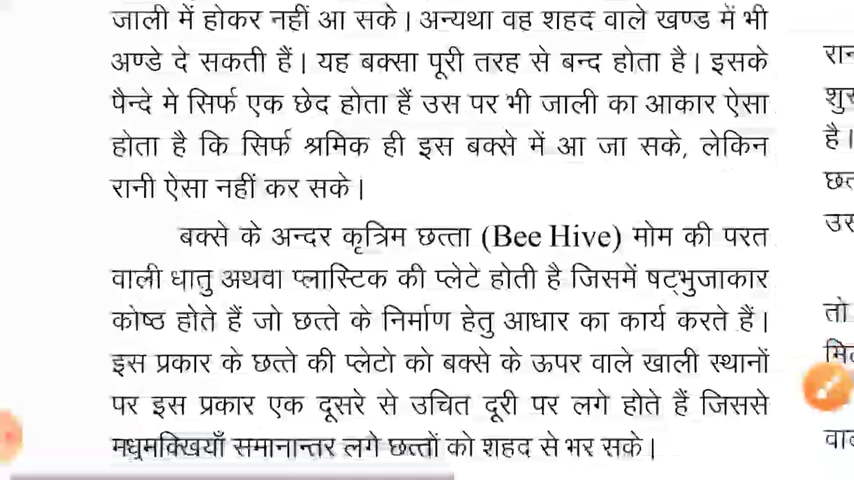 जाली में होकर नहीं आ सके। अन्यथा वह शहद वाले खण्ड में भी
अण्डे दे सकती हैं। यह बक्सा पूरी तरह से बन्द होता है। इसके
पैन्दे मे सिर्फ एक छेद होता हैं उस पर भी जाली का आकार ऐसा
होता है कि सिर्फ श्रमिक ही इस बक्से में आ जा सके, लेकिन
रानी ऐसा नहीं कर सके।
बक्से के अन्दर कृत्रिम छत्ता (Bee Hive) मोम की परत
वाली धातु अथवा प्लास्टिक की प्लेटे होती है जिसमें षट्भुजाकार
कोष्ठ होते हैं जो छत्ते के निर्माण हेतु आधार का कार्य करते हैं।
इस प्रकार के छत्ते की प्लेटो को बक्से के ऊपर वाले खाली स्थानों
पर इस प्रकार एक दूसरे से उचित दूरी पर लगे होते हैं जिससे
मधुमक्खियाँ समानान्तर लगे छत्तों को शहद से भर सके।
है।
तो